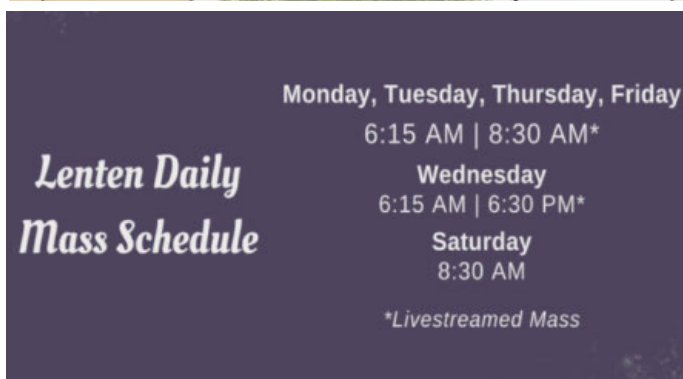 Lenten Daily
Mass Schedule
Monday, Tuesday, Thursday, Friday
6:15 AM | 8:30 AM*
Wednesday
6:15 AM | 6:30 PM*
Saturday
8:30 AM
*Livestreamed Mass